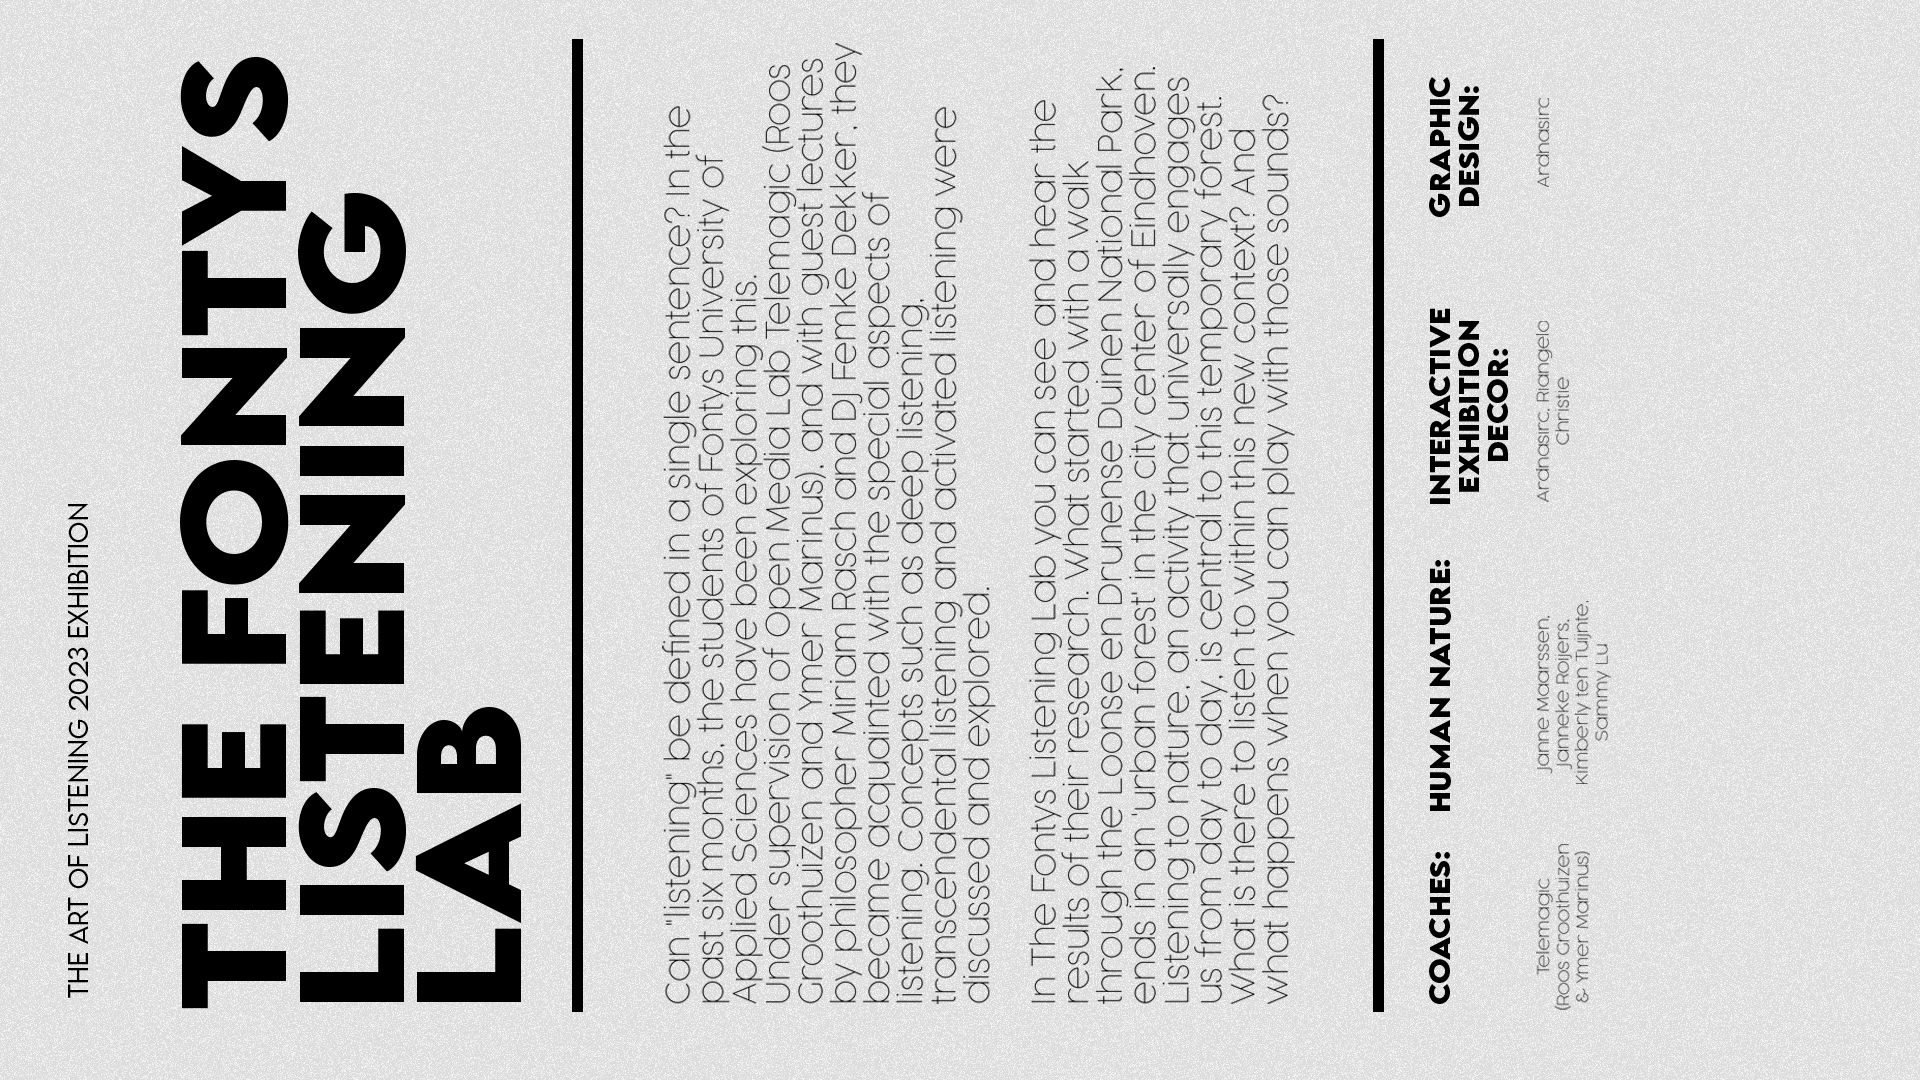 THE ART OF LISTENING 2023 EXHIBITION
THE FONTYS
LISTENING
LAB
Can "listening" be defined in a single sentence? In the
past six months, the students of Fontys University of
Applied Sciences have been exploring this.
Under supervision of Open Media Lab, Telemagic (Roos
Groothuizen and Ymer Marinus), and with guest lectures
by philosopher Miriam Rasch and DJ Femke Dekker, they
became acquainted with the special aspects of
listening. Concepts such as deep listening,
transcendental listening and activated listening were
discussed and explored.
In The Fontys Listening Lab you can see and hear the
results of their research. What started with a walk
through the Loonse en Drunense Duinen National Park,
ends in an 'urban forest' in the city center of Eindhoven.
Listening to nature, an activity that universally engages
us from day to day, is central to this temporary forest.
What is there to listen to within this new context? And
what happens when you can play with those sounds?
COACHES:
Telemagic
(Roos Groothuizen
& Ymer Marinus)
HUMAN NATURE:
Janne Maarssen,
Janneke Roijers,
Kimberly ten Tuijnte,
Sammy Lu
INTERACTIVE
EXHIBITION
DECOR:
Ardnasirc, Riangelo
Christie
GRAPHIC
DESIGN:
Ardnasirc